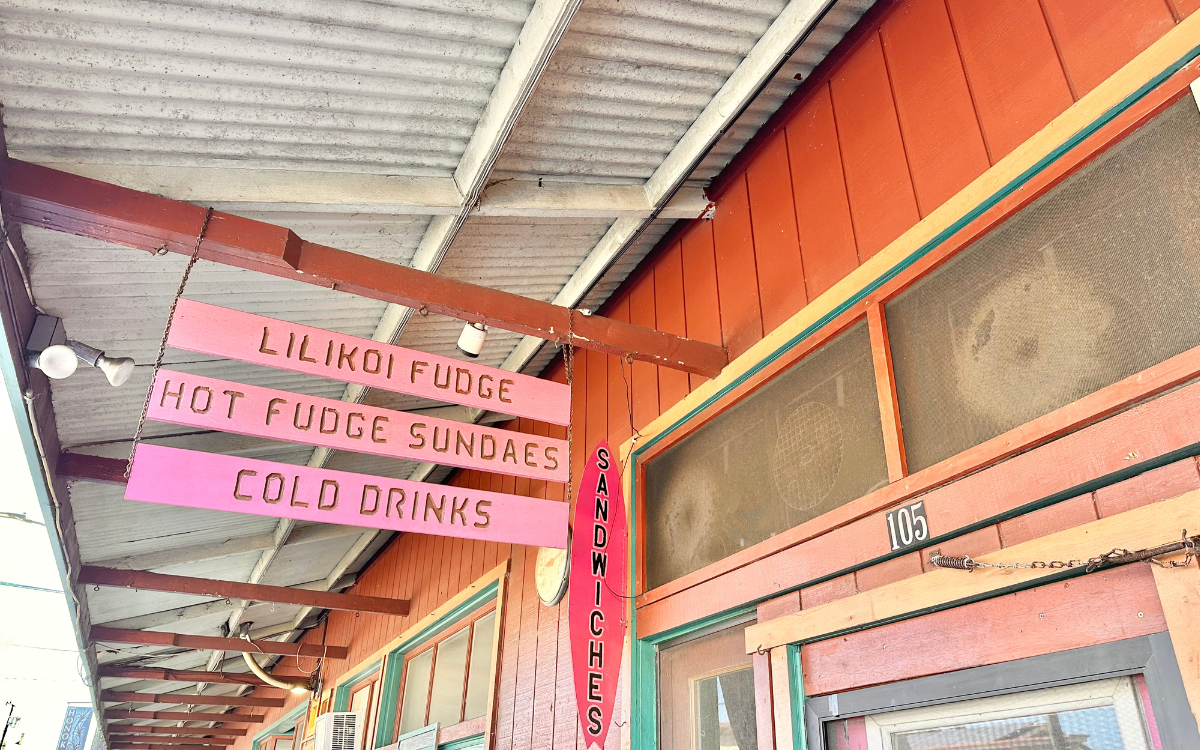 LILIKOI FUDGE
HOT FUDGE SUNDAES
COLD DRINKS
SANDWICHES
105